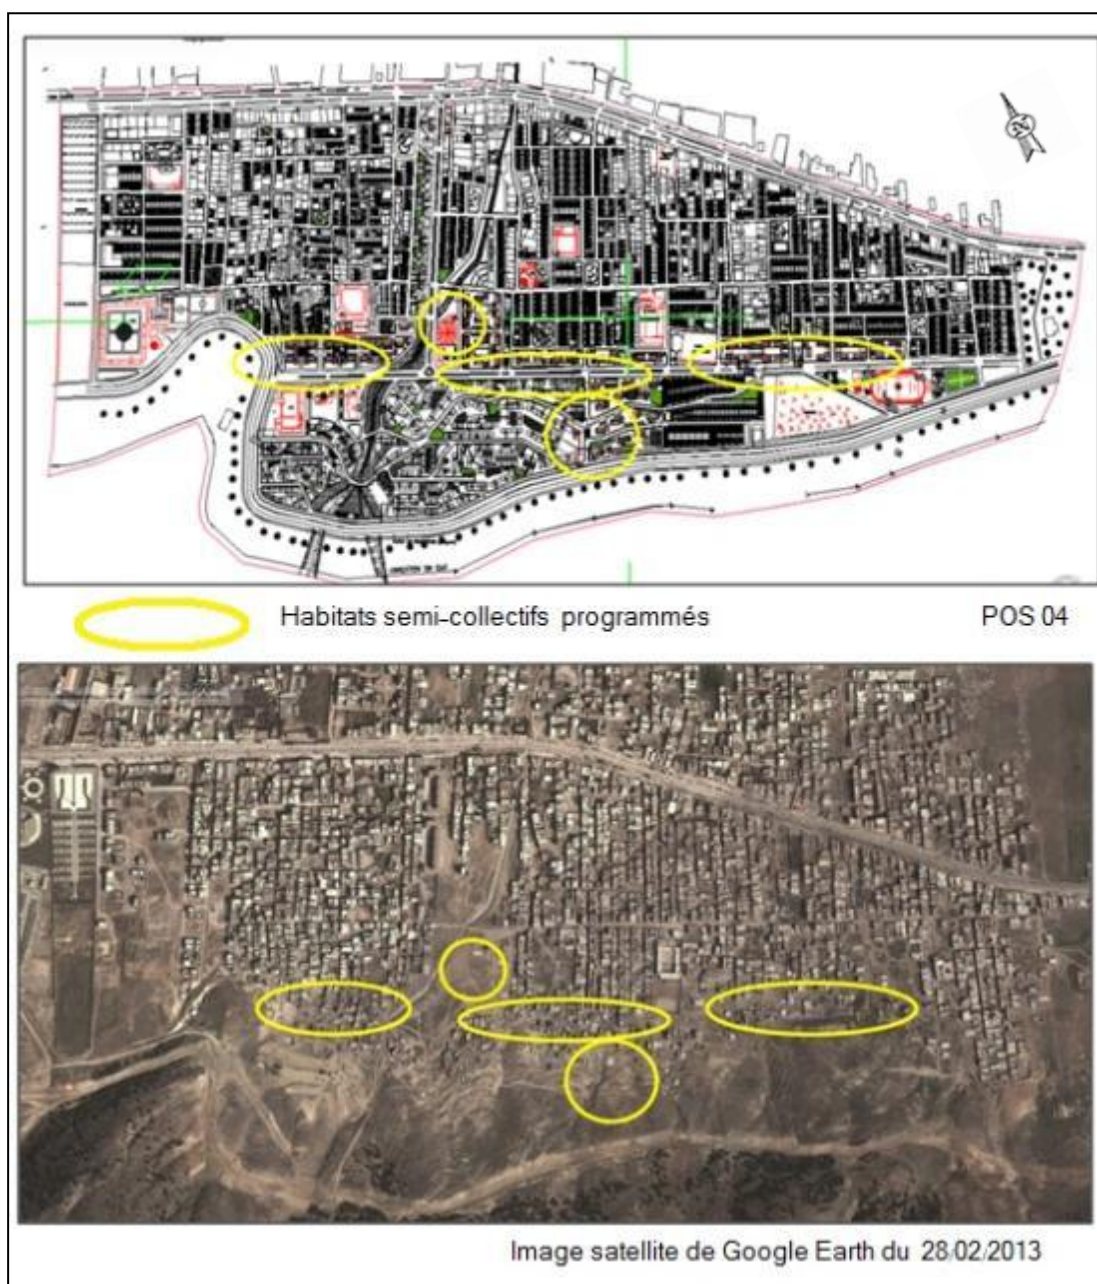 Habitats semi-collectifs programmés
POS 04
Image satellite de Google Earth du 28/02/2013